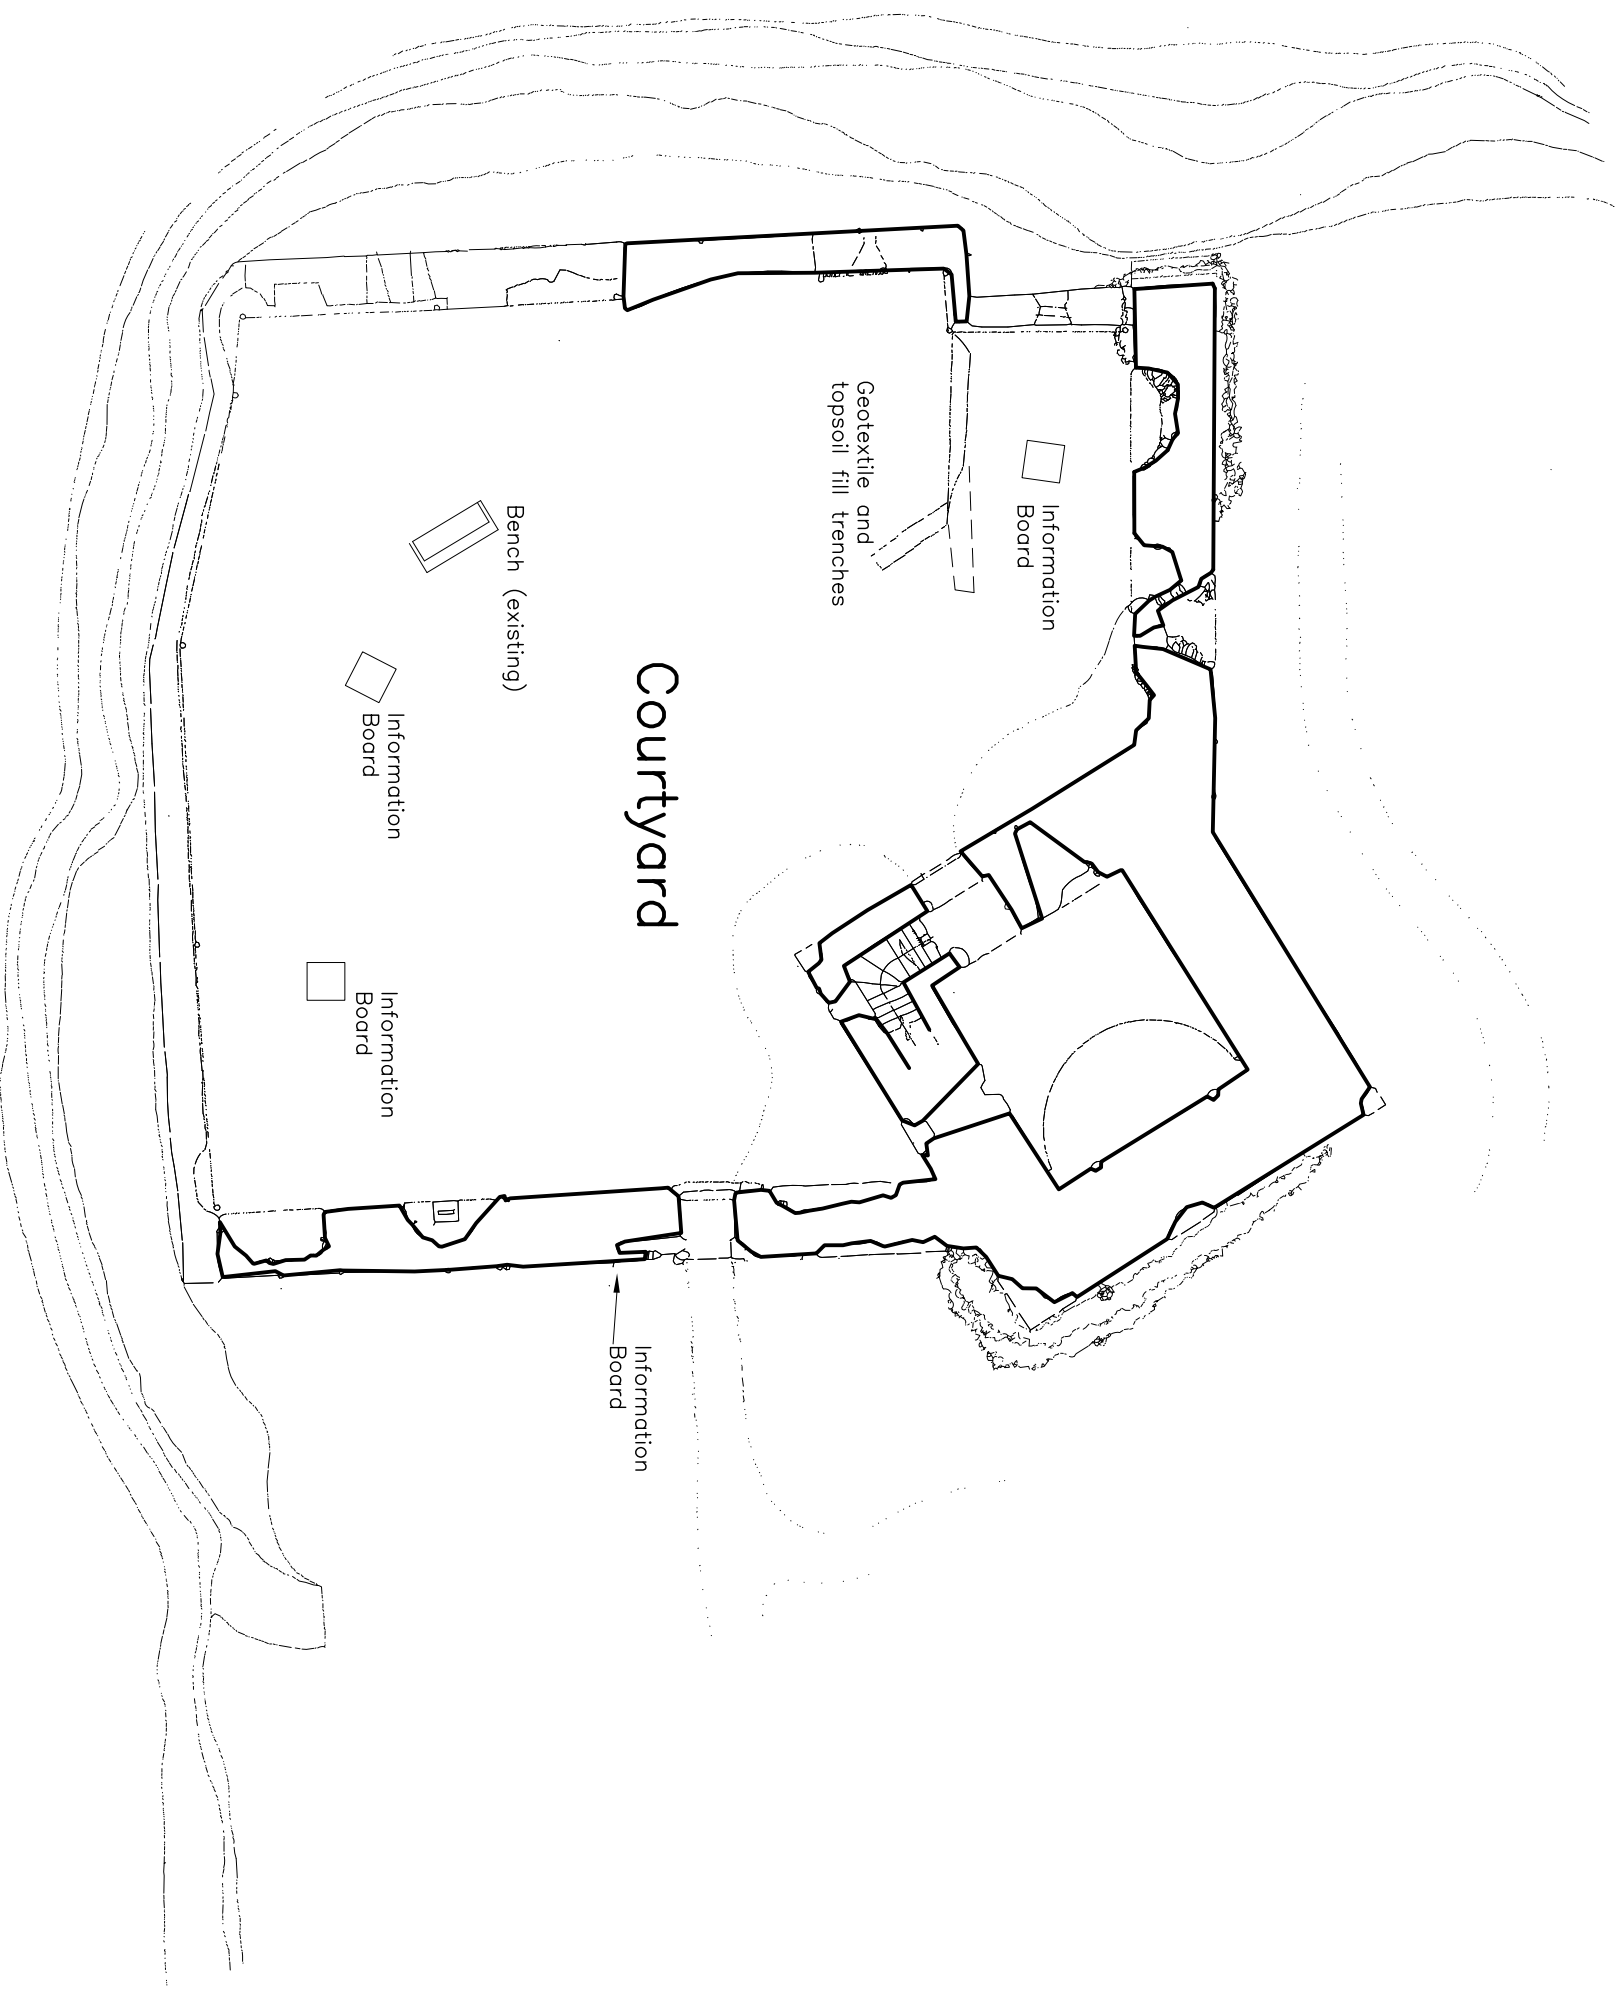 Geotextile and
topsoil fill trenches
Information
Board
Bench (existing)
Courtyard
Information
Board
Information
Board
Information
Board